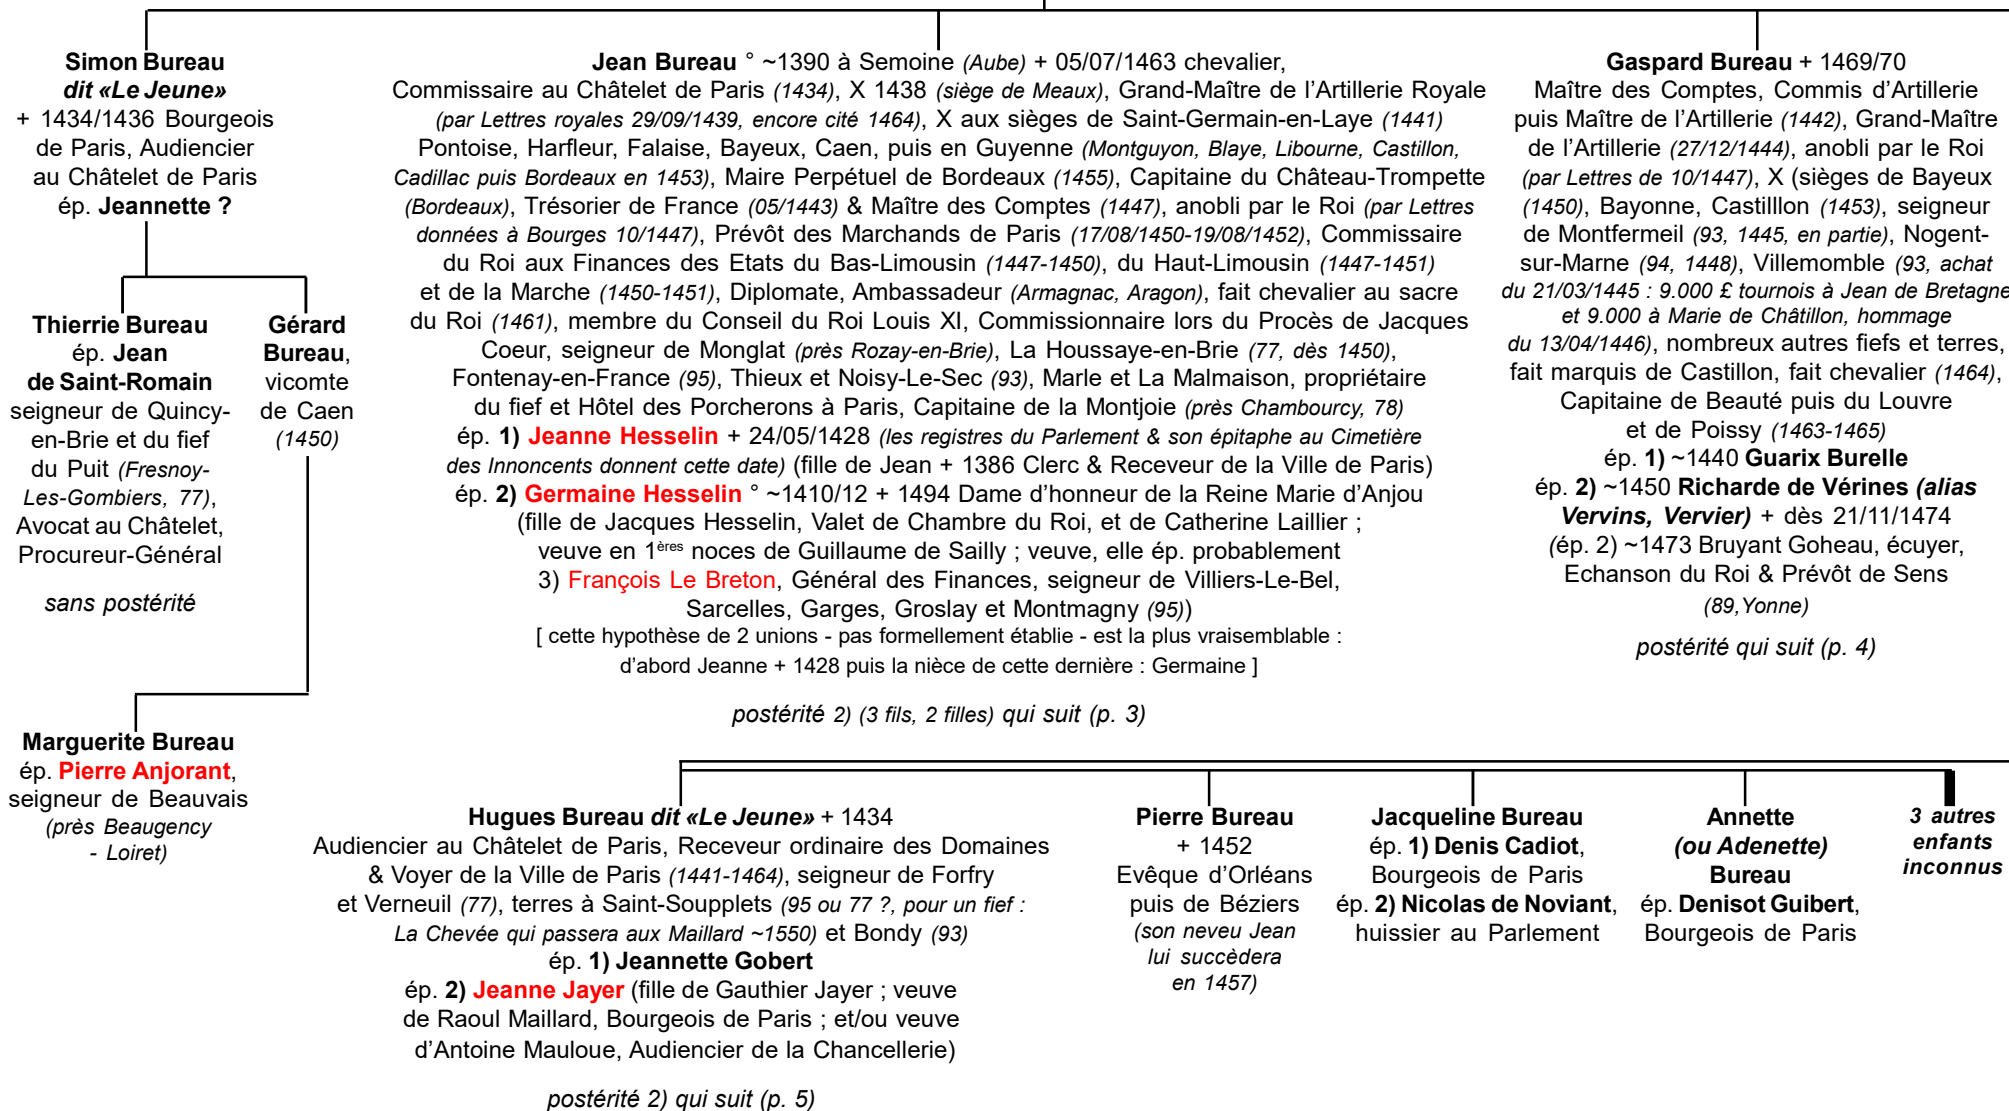 Simon Bureau
dit «Le Jeune»
+ 1434/1436 Bourgeois
de Paris, Audiencier
au Châtelet de Paris
ép. Jeannette ?
Jean Bureau ° ~1390 à Semoine (Aube) + 05/07/1463 chevalier,
Commissaire au Châtelet de Paris (1434), X 1438 (siège de Meaux), Grand-Maître de l’Artillerie Royale
(par Lettres royales 29/09/1439, encore cité 1464), X aux sièges de Saint-Germain-en-Laye (1441)
Pontoise, Harfleur, Falaise, Bayeux, Caen, puis en Guyenne (Montguyon, Blaye, Libourne, Castillon,
Cadillac puis Bordeaux en 1453), Maire Perpétuel de Bordeaux (1455), Capitaine du Château-Trompette
(Bordeaux), Trésorier de France (05/1443) & Maître des Comptes (1447), anobli par le Roi (par Lettres
données à Bourges 10/1447), Prévôt des Marchands de Paris (17/08/1450-19/08/1452), Commissaire
du Roi aux Finances des Etats du Bas-Limousin (1447-1450), du Haut-Limousin (1447-1451)
et de la Marche (1450-1451), Diplomate, Ambassadeur (Armagnac, Aragon), fait chevalier au sacre
du Roi (1461), membre du Conseil du Roi Louis XI, Commissionnaire lors du Procès de Jacques
Coeur, seigneur de Monglat (près Rozay-en-Brie), La Houssaye-en-Brie (77, dès 1450),
Fontenay-en-France (95), Thieux et Noisy-Le-Sec (93), Marle et La Malmaison, propriétaire
du fief et Hôtel des Porcherons à Paris, Capitaine de la Montjoie (près Chambourcy, 78)
ép. 1) Jeanne Hesselin + 24/05/1428 (les registres du Parlement & son épitaphe au Cimetière
des Innoncents donnent cette date) (fille de Jean + 1386 Clerc & Receveur de la Ville de Paris)
ép. 2) Germaine Hesselin ° ~1410/12 + 1494 Dame d’honneur de la Reine Marie d’Anjou
(fille de Jacques Hesselin, Valet de Chambre du Roi, et de Catherine Laillier ;
veuve en 1ères noces de Guillaume de Sailly ; veuve, elle ép. probablement
3) François Le Breton, Général des Finances, seigneur de Villiers-Le-Bel,
Sarcelles, Garges, Groslay et Montmagny (95))
[ cette hypothèse de 2 unions - pas formellement établie - est la plus vraisemblable :
d’abord Jeanne + 1428 puis la nièce de cette dernière : Germaine ]
postérité 2) (3 fils, 2 filles) qui suit (p. 3)
Gaspard Bureau + 1469/70
Maître des Comptes, Commis d’Artillerie
puis Maître de l’Artillerie (1442), Grand-Maître
de l’Artillerie (27/12/1444), anobli par le Roi
(par Lettres de 10/1447), X (sièges de Bayeux
(1450), Bayonne, Castilllon (1453), seigneur
de Montfermeil (93, 1445, en partie), Nogent-
sur-Marne (94, 1448), Villemomble (93, achat
du 21/03/1445 : 9.000 £ tournois à Jean de Bretagne
et 9.000 à Marie de Châtillon, hommage
du 13/04/1446), nombreux autres fiefs et terres,
fait marquis de Castillon, fait chevalier (1464),
Capitaine de Beauté puis du Louvre
et de Poissy (1463-1465)
ép. 1) ~1440 Guarix Burelle
ép. 2) ~1450 Richarde de Vérines (alias
Vervins, Vervier) + dès 21/11/1474
(ép. 2) ~1473 Bruyant Goheau, écuyer,
Echanson du Roi & Prévôt de Sens
(89,Yonne)
postérité qui suit (p. 4)
Thierrie Bureau
ép. Jean
de Saint-Romain
seigneur de Quincy-
en-Brie et du fief
du Puit (Fresnoy-
Les-Gombiers, 77),
Avocat au Châtelet,
Procureur-Général
sans postérité
Gérard
Bureau,
vicomte
de Caen
(1450)
Marguerite Bureau
ép. Pierre Anjorant,
seigneur de Beauvais
(près Beaugency
- Loiret)
Hugues Bureau dit «Le Jeune» + 1434
Audiencier au Châtelet de Paris, Receveur ordinaire des Domaines
& Voyer de la Ville de Paris (1441-1464), seigneur de Forfry
et Verneuil (77), terres à Saint-Soupplets (95 ou 77 ?, pour un fief :
La Chevée qui passera aux Maillard ~1550) et Bondy (93)
ép. 1) Jeannette Gobert
ép. 2) Jeanne Jayer (fille de Gauthier Jayer ; veuve
de Raoul Maillard, Bourgeois de Paris ; et/ou veuve
d’Antoine Mauloue, Audiencier de la Chancellerie)
postérité 2) qui suit (p. 5)
Pierre Bureau
+ 1452
Evêque d’Orléans
puis de Béziers
(son neveu Jean
lui succèdera
en 1457)
Jacqueline Bureau
ép. 1) Denis Cadiot,
Bourgeois de Paris
ép. 2) Nicolas de Noviant,
huissier au Parlement
Annette
(ou Adenette)
Bureau
ép. Denisot Guibert,
Bourgeois de Paris
3 autres
enfants
inconnus